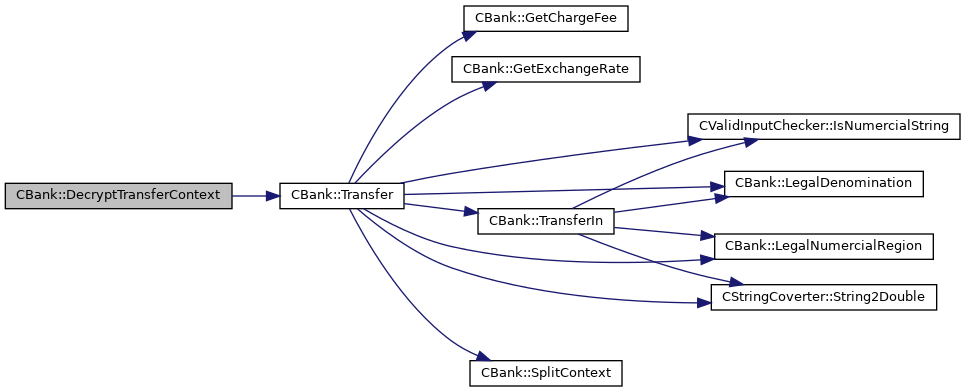 CBank::GetChargeFee
CBank::GetExchangeRate
CValidInputChecker::IsNumercialString
CBank::LegalDenomination
CBank::DecryptTransferContext
CBank::Transfer
CBank::TransferIn
CBank::LegalNumercialRegion
CStringCoverter::String2Double
CBank::SplitContext